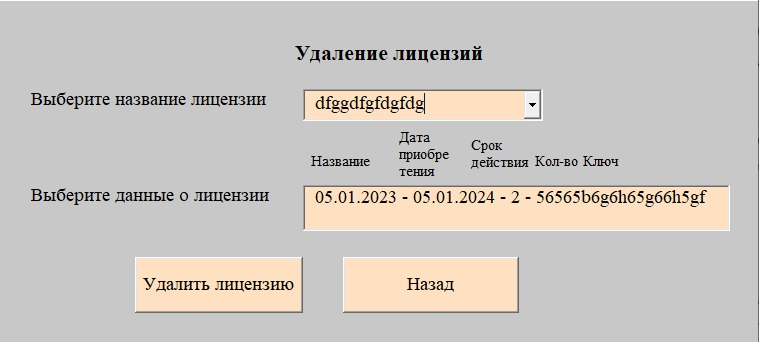 Удаление лицензий
Выберите название лицензии
dfggdfgfdgfdg
Название
Дата
приобре
тения
Срок
действия
Кол-во
Ключ
Выберите данные о лицензии
05.01.2023 - 05.01.2024 - 2 - 56565b6g6h65g66h5gf
Удалить лицензию
Назад